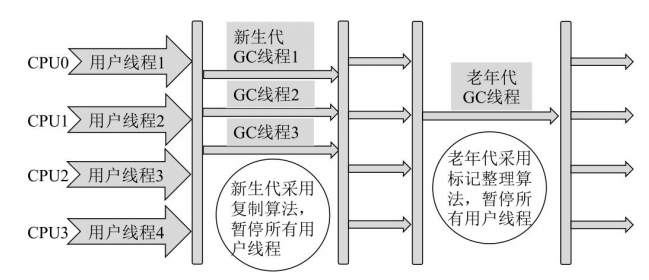 CPU0 用户线程1
CPU1 用户线程2
CPU2 用户线程3
CPU3 用户线程4
新生代
GC线程1
GC线程2
GC线程3
新生代采用
复制算法，
暂停所有用
户线程
老年代
GC线程
老年代采用
标记整理算
法，暂停所
有用户线程